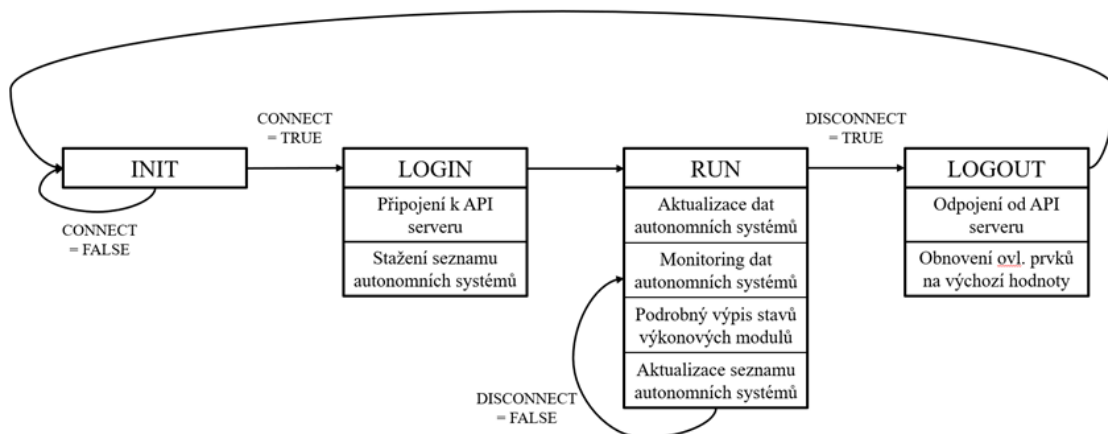 CONNECT
= TRUE
DISCONNECT
= TRUE
INIT
LOGIN
RUN
LOGOUT
CONNECT
= FALSE
Připojení k API
serveru
Stažení seznamu
autonomních systémů
Aktualizace dat
autonomních systémů
Monitoring dat
autonomních systémů
Podrobný výpis stavů
výkonových modulů
Aktualizace seznamu
autonomních systémů
DISCONNECT
= FALSE
Odpojení od API
serveru
Obnovení ovl. prvků
na výchozí hodnoty